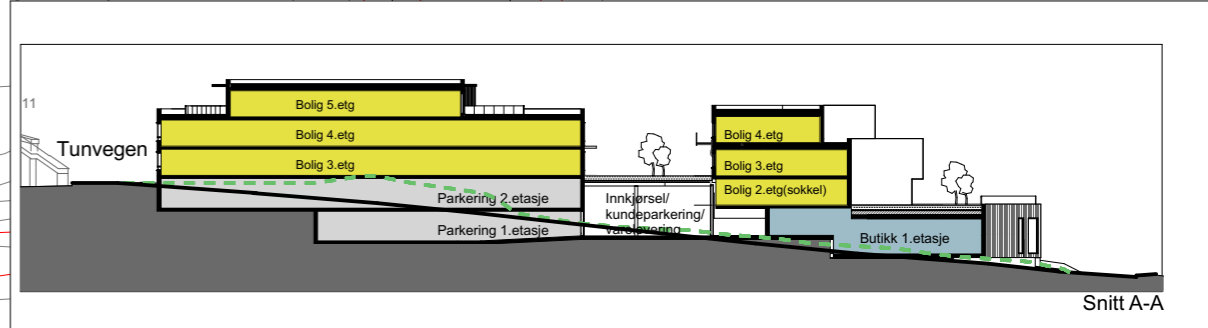 11
Tunvegen
Bolig 5.etg
Bolig 4.etg
Bolig 3.etg
Parkering 2.etasje
Parkering 1.etasje
Innkjørsel/
kundeparkering/
varelevering
Bolig 4.etg
Bolig 3.etg
Bolig 2.etg(sokkel)
Butikk 1.etasje
Snitt A-A